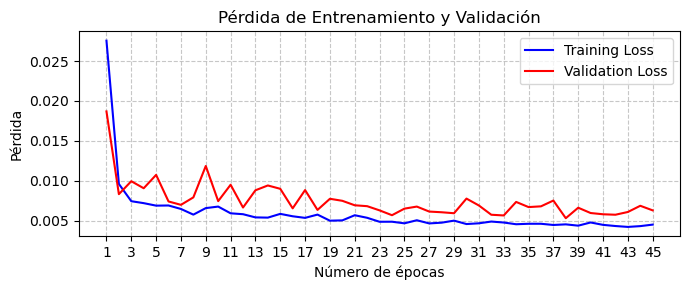 Pérdida de Entrenamiento y Validación
Training Loss
Validation Loss
Pérdida
0.025
0.020
0.015
0.010
0.005
1 3 5 7 9 11 13 15 17 19 21 23 25 27 29 31 33 35 37 39 41 43 45
Número de épocas